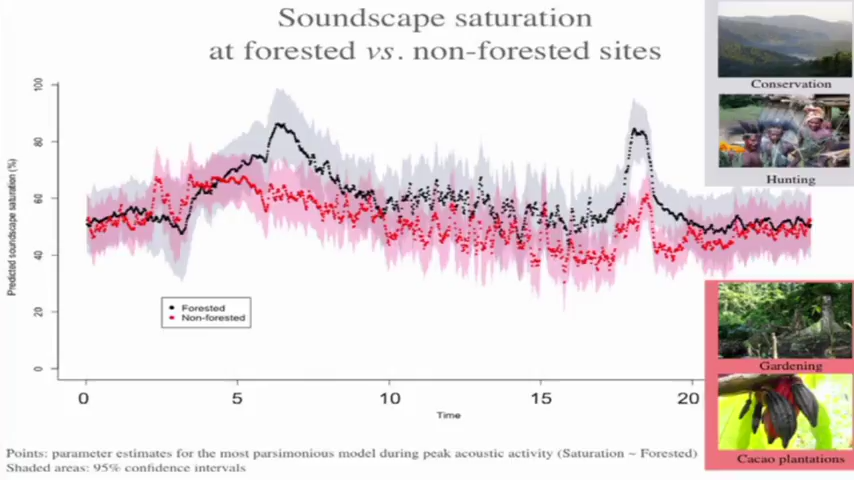 Soundscape saturation
at forested vs. non-forested sites
Conservation
Hunting
Predicted soundscape saturation (%)
100
80
60
40
20
0
Forested
Non-forested
0 5 10 15 20
Time
Gardening
Cacao plantations
Points: parameter estimates for the most parsimonious model during peak acoustic activity (Saturation ~ Forested)
Shaded areas: 95% confidence intervals